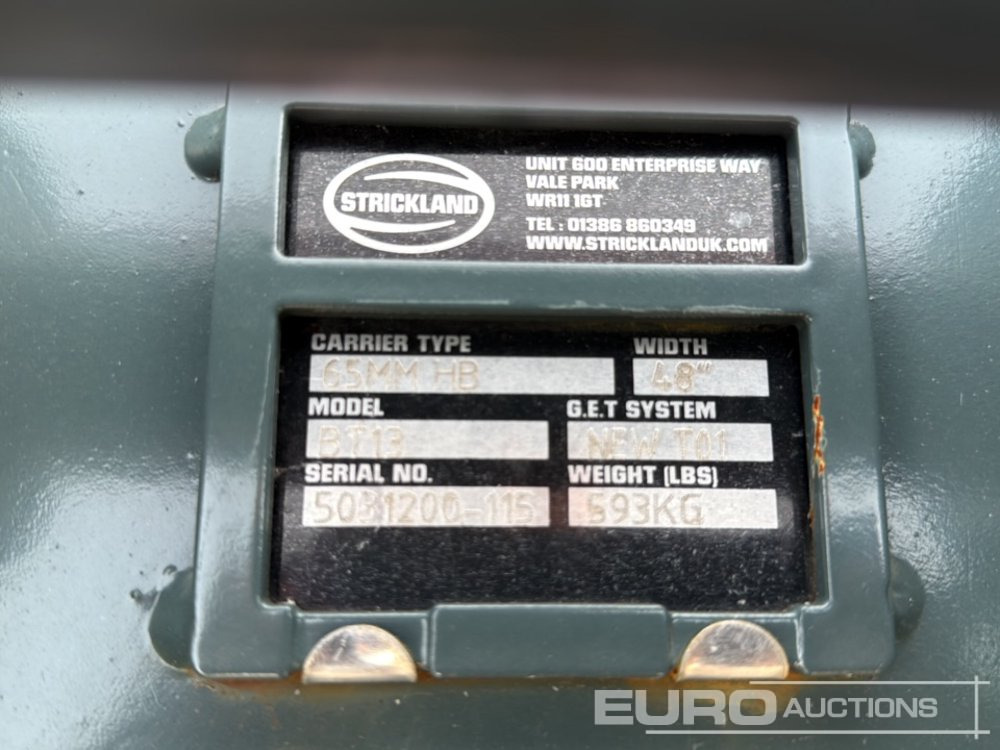 STRICKLAND
UNIT 600 ENTERPRISE WAY
VALE PARK
WR11 1GT
TEL : 01386 860349
WWW.STRICKLANDUK.COM
CARRIER TYPE
65MM HB
WIDTH
48"
MODEL
BT13
G.E.T SYSTEM
NEW T01
SERIAL NO.
5031200-115
WEIGHT (LBS)
593KG
EURO AUCTIONS